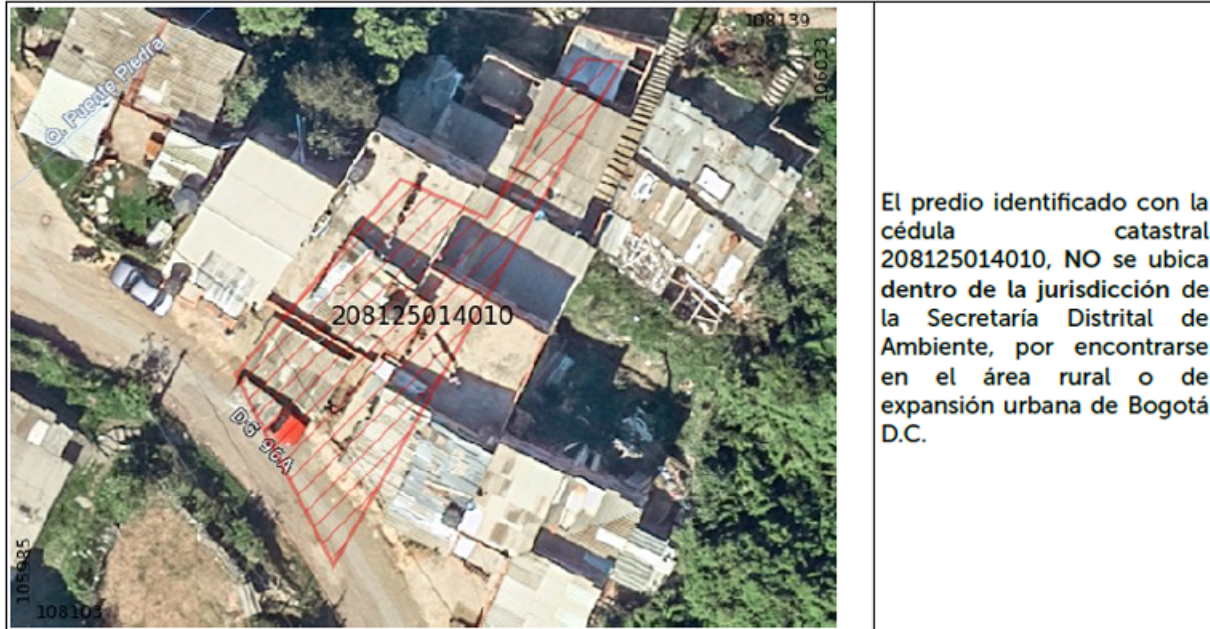 108139
106033
Q. Puente Piedra
208125014010
DG 96A
105985
108103
El predio identificado con la
cédula catastral
208125014010, NO se ubica
dentro de la jurisdicción de
la Secretaría Distrital de
Ambiente, por encontrarse
en el área rural o de
expansión urbana de Bogotá
D.C.